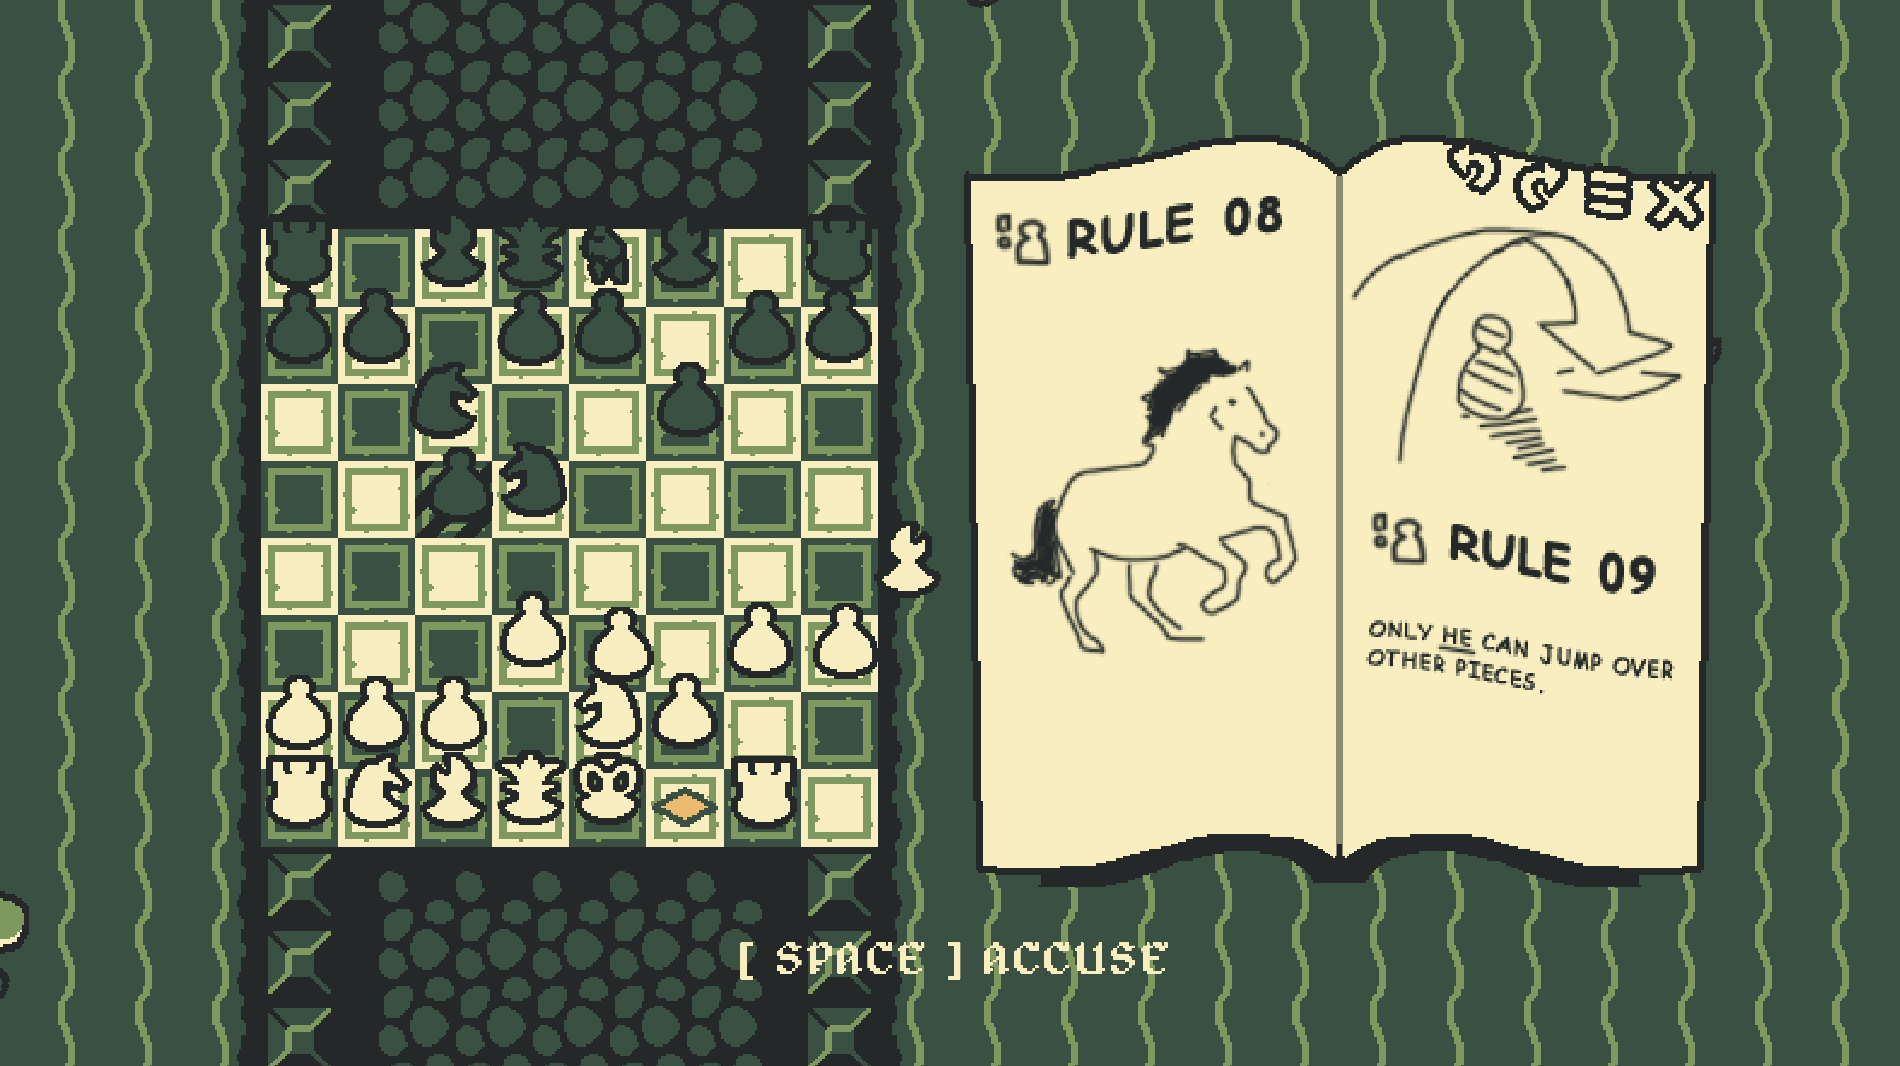 RULE 08
RULE 09
ONLY HE CAN JUMP OVER
OTHER PIECES.
[ SPACE ] ACCUSE